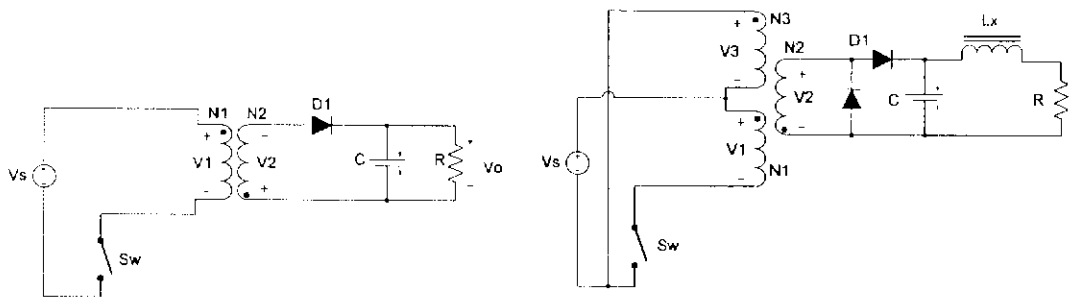 N1 N2 D1
+ -
Vs V1 V2 C R Vo
- +
Sw
N3 Lx
+
V3 N2 D1
- + V2 C R
+ -
Vs V1
- N1
Sw